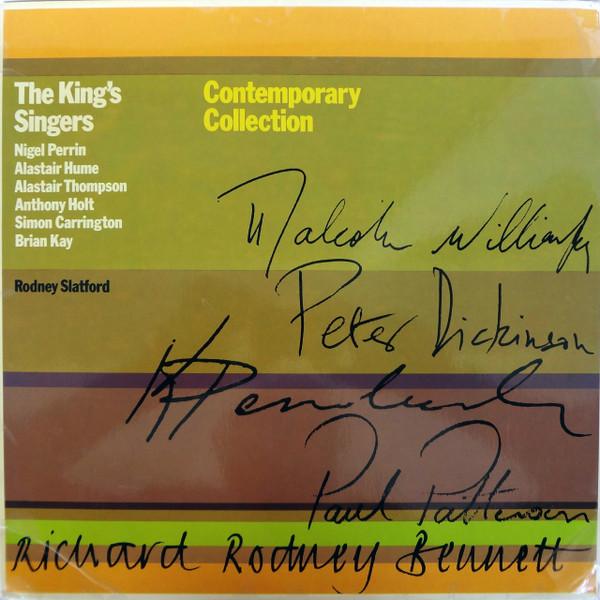 The King's
Singers
Contemporary
Collection
Nigel Perrin
Alastair Hume
Alastair Thompson
Anthony Holt
Simon Carrington
Brian Kay
Rodney Slatford
Malcolm Williamson
Peter Dickinson
K Penderecki
Paul Patterson
Richard Rodney Bennett